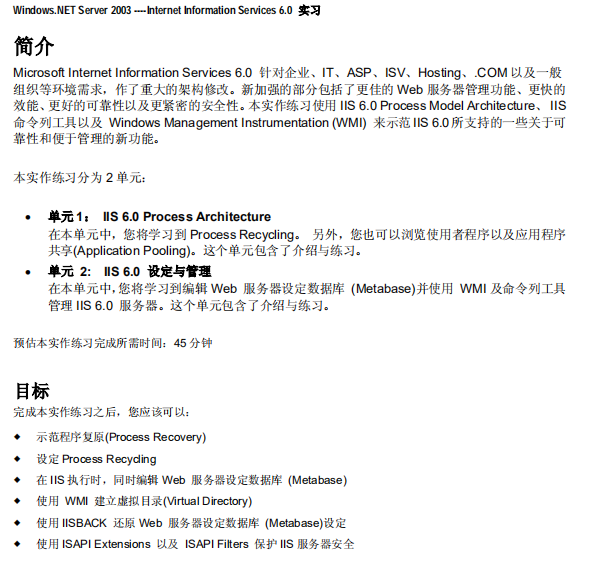 Windows.NET Server 2003 ----Internet Information Services 6.0 实习
简介
Microsoft Internet Information Services 6.0 针对企业、IT、ASP、ISV、Hosting、.COM 以及一般
组织等环境需求，作了重大的架构修改。新加强的部分包括了更佳的 Web 服务器管理功能、更快的
效能、更好的可靠性以及更紧密的安全性。本实作练习使用 IIS 6.0 Process Model Architecture、 IIS
命令列工具以及 Windows Management Instrumentation (WMI) 来示范 IIS 6.0 所支持的一些关于可
靠性和便于管理的新功能。
本实作练习分为 2 单元：
• 单元 1： IIS 6.0 Process Architecture
在本单元中，您将学习到 Process Recycling。 另外，您也可以浏览使用者程序以及应用程序
共享(Application Pooling)。这个单元包含了介绍与练习。
• 单元 2: IIS 6.0 设定与管理
在本单元中,您将学习到编辑 Web 服务器设定数据库 (Metabase)并使用 WMI 及命令列工具
管理 IIS 6.0 服务器。这个单元包含了介绍与练习。
预估本实作练习完成所需时间：45 分钟
目标
完成本实作练习之后，您应该可以：
◆ 示范程序复原(Process Recovery)
◆ 设定 Process Recycling
◆ 在 IIS 执行时，同时编辑 Web 服务器设定数据库 (Metabase)
◆ 使用 WMI 建立虚拟目录(Virtual Directory)
◆ 使用 IISBACK 还原 Web 服务器设定数据库 (Metabase)设定
◆ 使用 ISAPI Extensions 以及 ISAPI Filters 保护 IIS 服务器安全